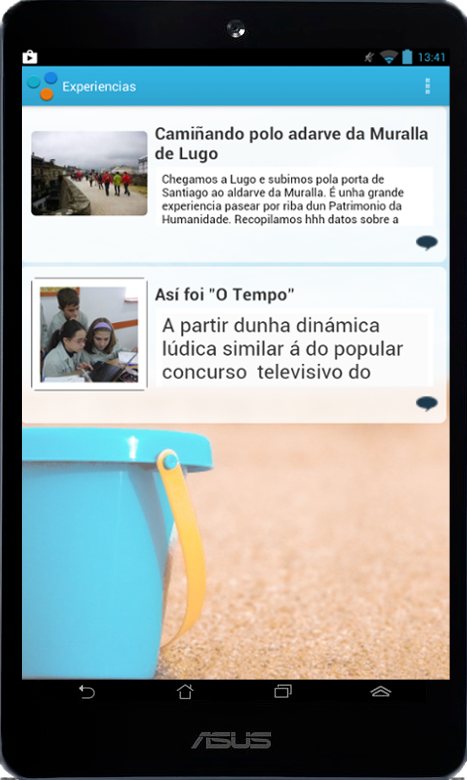 13:41
Experiencias
Camiñando polo adarve da Muralla
de Lugo
Chegamos a Lugo e subimos pola porta de
Santiago ao aldarve da Muralla. É unha grande
experiencia pasear por riba dun Patrimonio da
Humanidade. Recopilamos hhh datos sobre a
Así foi "O Tempo"
A partir dunha dinámica
lúdica similar á do popular
concurso televisivo do
ASUS